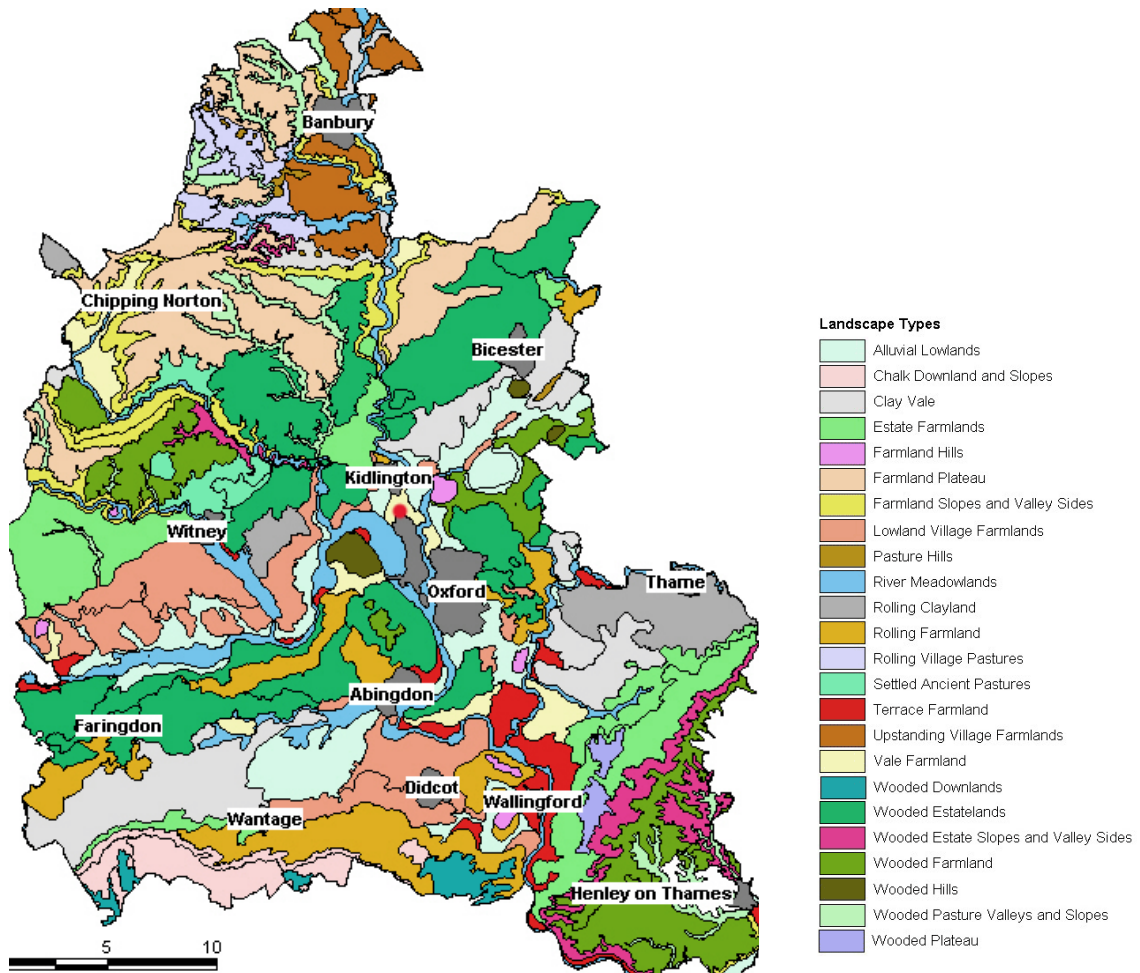 Banbury
Chipping Norton
Bicester
Kidlington
Witney
Oxford
Thame
Abingdon
Faringdon
Didcot
Wallingford
Wantage
Henley on Thames
5
10
Landscape Types
Alluvial Lowlands
Chalk Downland and Slopes
Clay Vale
Estate Farmlands
Farmland Hills
Farmland Plateau
Farmland Slopes and Valley Sides
Lowland Village Farmlands
Pasture Hills
River Meadowlands
Rolling Clayland
Rolling Farmland
Rolling Village Pastures
Settled Ancient Pastures
Terrace Farmland
Upstanding Village Farmlands
Vale Farmland
Wooded Downlands
Wooded Estatelands
Wooded Estate Slopes and Valley Sides
Wooded Farmland
Wooded Hills
Wooded Pasture Valleys and Slopes
Wooded Plateau